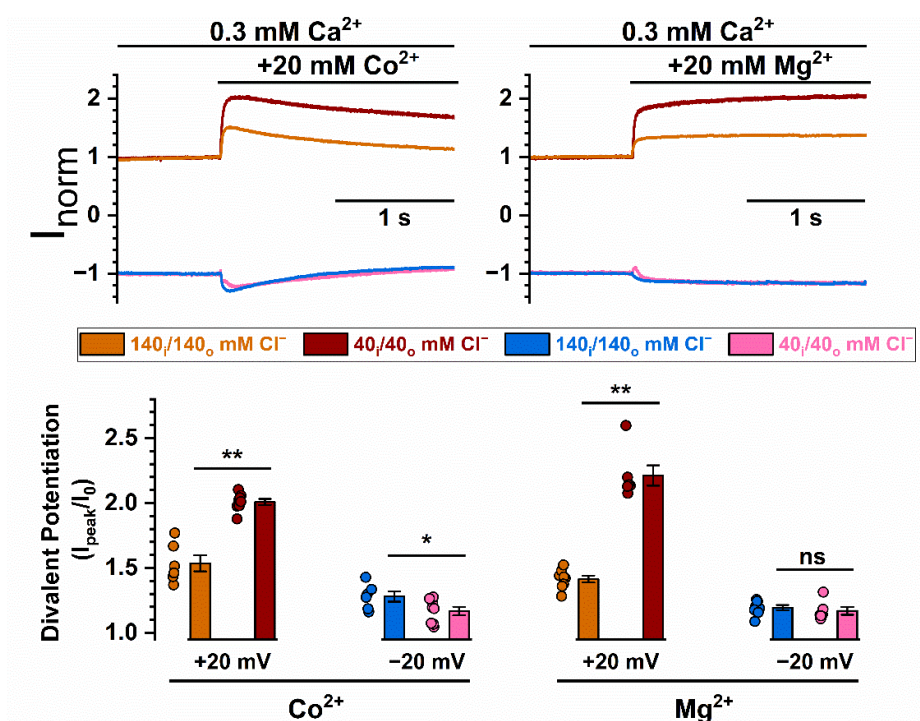 0.3 mM Ca²⁺
+20 mM Co²⁺
0.3 mM Ca²⁺
+20 mM Mg²⁺
I_norm
2
1
0
−1
1 s
2
1
0
−1
1 s
140ᵢ/140ₒ mM Cl⁻
40ᵢ/40ₒ mM Cl⁻
140ᵢ/140ₒ mM Cl⁻
40ᵢ/40ₒ mM Cl⁻
Divalent Potentiation
(I_peak/I₀)
2.5
2.0
1.5
1.0
**
*
**
ns
+20 mV
−20 mV
+20 mV
−20 mV
Co²⁺
Mg²⁺